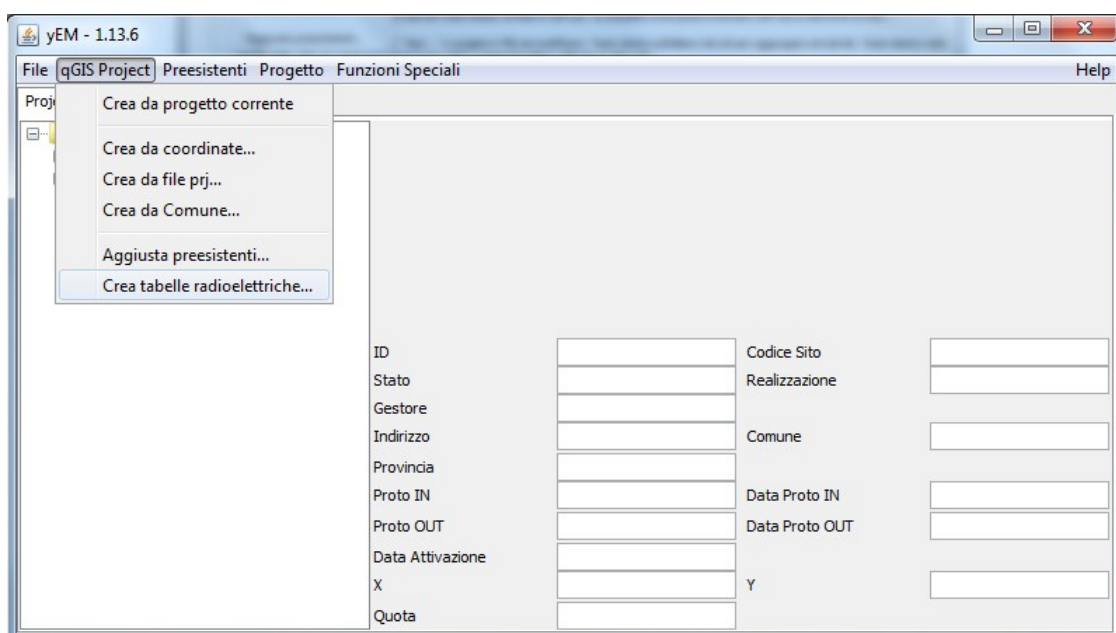 yEM - 1.13.6
File qGIS Project Preesistenti Progetto Funzioni Speciali Help
Crea da progetto corrente
Crea da coordinate...
Crea da file prj...
Crea da Comune...
Aggiusta preesistenti...
Crea tabelle radioelettriche...
ID Codice Sito
Stato Realizzazione
Gestore
Indirizzo Comune
Provincia
Proto IN Data Proto IN
Proto OUT Data Proto OUT
Data Attivazione
X Y
Quota